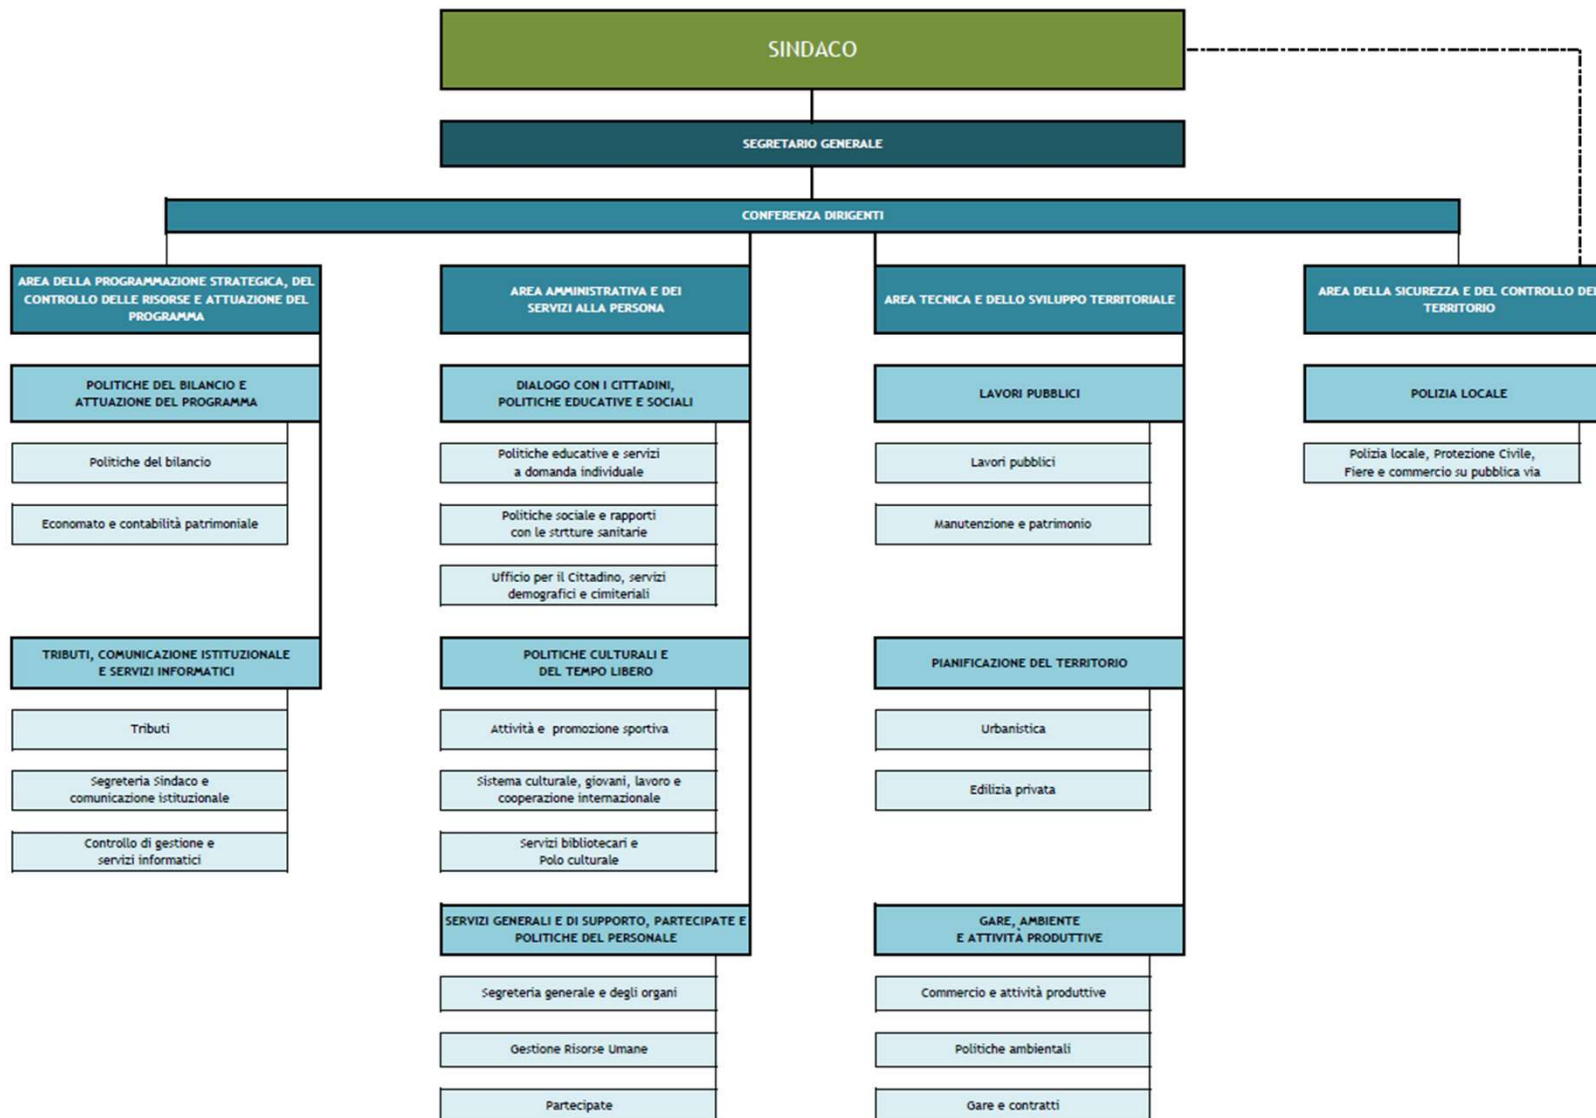 SINDACO
SEGRETARIO GENERALE
CONFERENZA DIRIGENTI
AREA DELLA PROGRAMMAZIONE STRATEGICA, DEL
CONTROLLO DELLE RISORSE E ATTUAZIONE DEL
PROGRAMMA
POLITICHE DEL BILANCIO E
ATTUAZIONE DEL PROGRAMMA
Politiche del bilancio
Economato e contabilità patrimoniale
TRIBUTI, COMUNICAZIONE ISTITUZIONALE
E SERVIZI INFORMATICI
Tributi
Segreteria Sindaco e
comunicazione istituzionale
Controllo di gestione e
servizi informatici
AREA AMMINISTRATIVA E DEI
SERVIZI ALLA PERSONA
DIALOGO CON I CITTADINI,
POLITICHE EDUCATIVE E SOCIALI
Politiche educative e servizi
a domanda individuale
Politiche sociale e rapporti
con le strtture sanitarie
Ufficio per il Cittadino, servizi
demografici e cimiteriali
POLITICHE CULTURALI E
DEL TEMPO LIBERO
Attività e promozione sportiva
Sistema culturale, giovani, lavoro e
cooperazione internazionale
Servizi bibliotecari e
Polo culturale
SERVIZI GENERALI E DI SUPPORTO, PARTECIPATE E
POLITICHE DEL PERSONALE
Segreteria generale e degli organi
Gestione Risorse Umane
Partecipate
AREA TECNICA E DELLO SVILUPPO TERRITORIALE
LAVORI PUBBLICI
Lavori pubblici
Manutenzione e patrimonio
PIANIFICAZIONE DEL TERRITORIO
Urbanistica
Edilizia privata
GARE, AMBIENTE
E ATTIVITÀ PRODUTTIVE
Commercio e attività produttive
Politiche ambientali
Gare e contratti
AREA DELLA SICUREZZA E DEL CONTROLLO DEL
TERRITORIO
POLIZIA LOCALE
Polizia locale, Protezione Civile,
Fiere e commercio su pubblica via